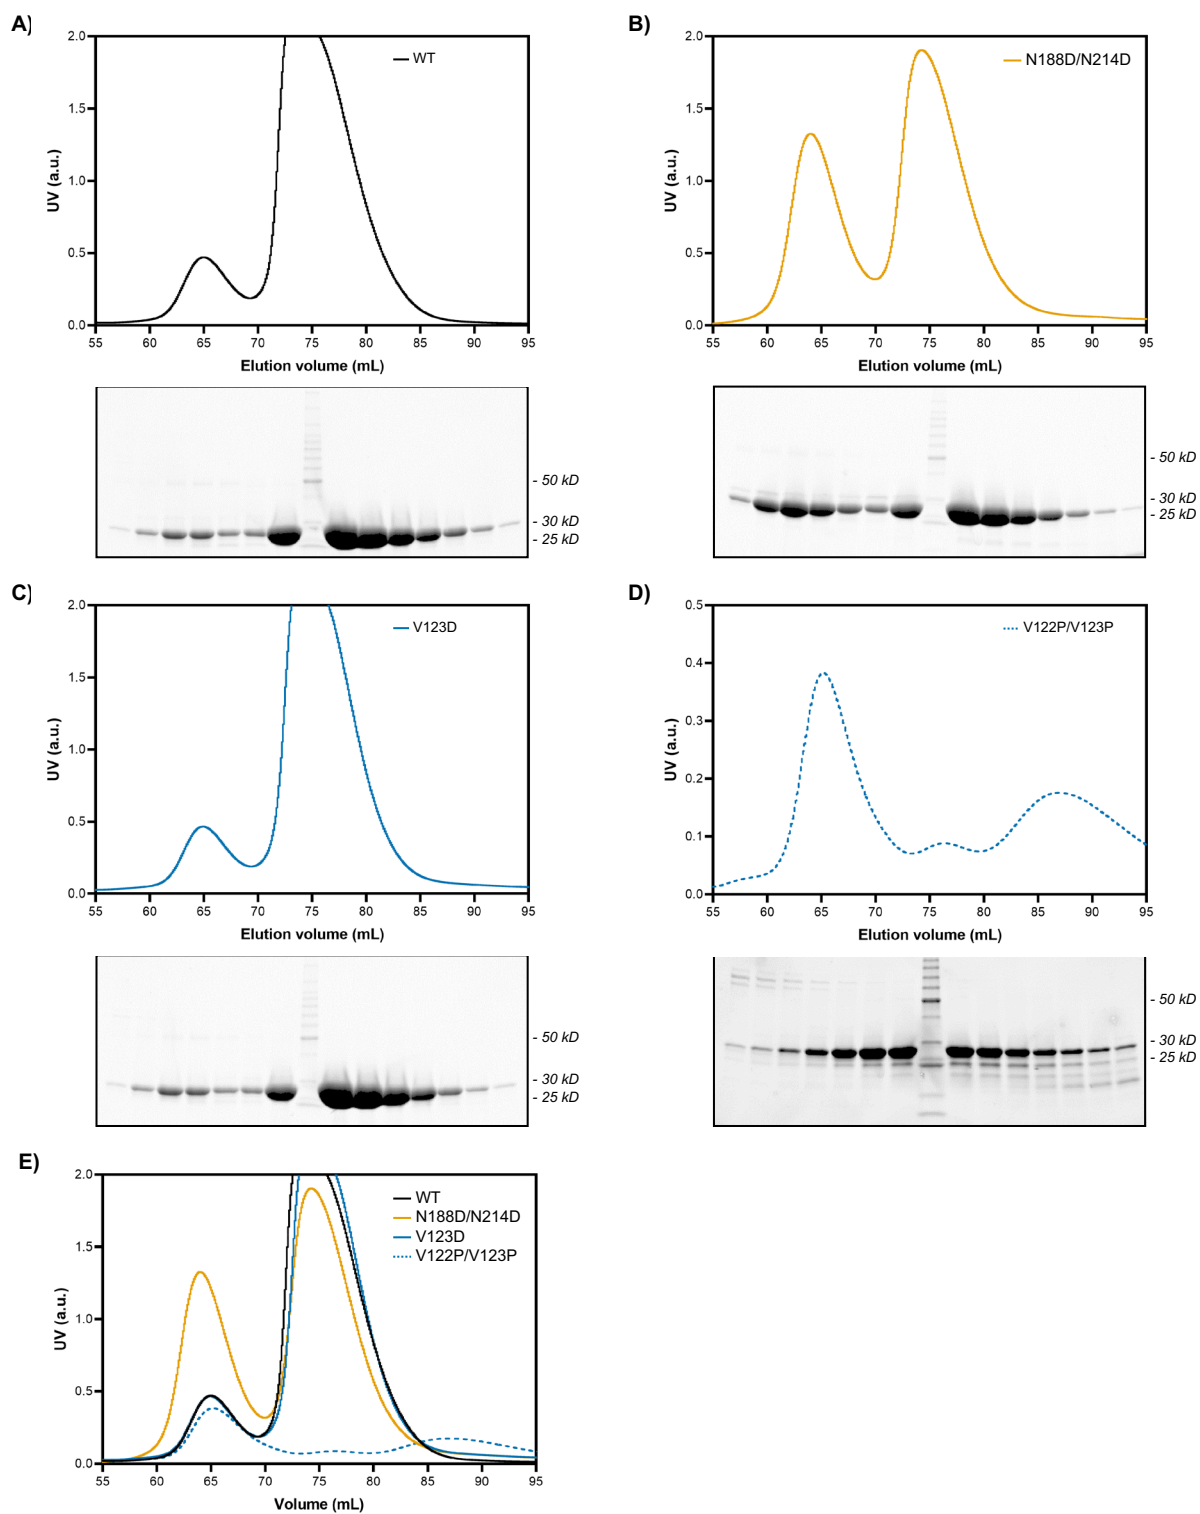 A)
2.0
1.5
1.0
0.5
0.0
UV (a.u.)
WT
55 60 65 70 75 80 85 90 95
Elution volume (mL)
- 50 kD
- 30 kD
- 25 kD
B)
2.0
1.5
1.0
0.5
0.0
UV (a.u.)
N188D/N214D
55 60 65 70 75 80 85 90 95
Elution volume (mL)
- 50 kD
- 30 kD
- 25 kD
C)
2.0
1.5
1.0
0.5
0.0
UV (a.u.)
V123D
55 60 65 70 75 80 85 90 95
Elution volume (mL)
- 50 kD
- 30 kD
- 25 kD
D)
0.5
0.4
0.3
0.2
0.1
0.0
UV (a.u.)
V122P/V123P
55 60 65 70 75 80 85 90 95
Elution volume (mL)
- 50 kD
- 30 kD
- 25 kD
E)
2.0
1.5
1.0
0.5
0.0
UV (a.u.)
WT
N188D/N214D
V123D
V122P/V123P
55 60 65 70 75 80 85 90 95
Volume (mL)